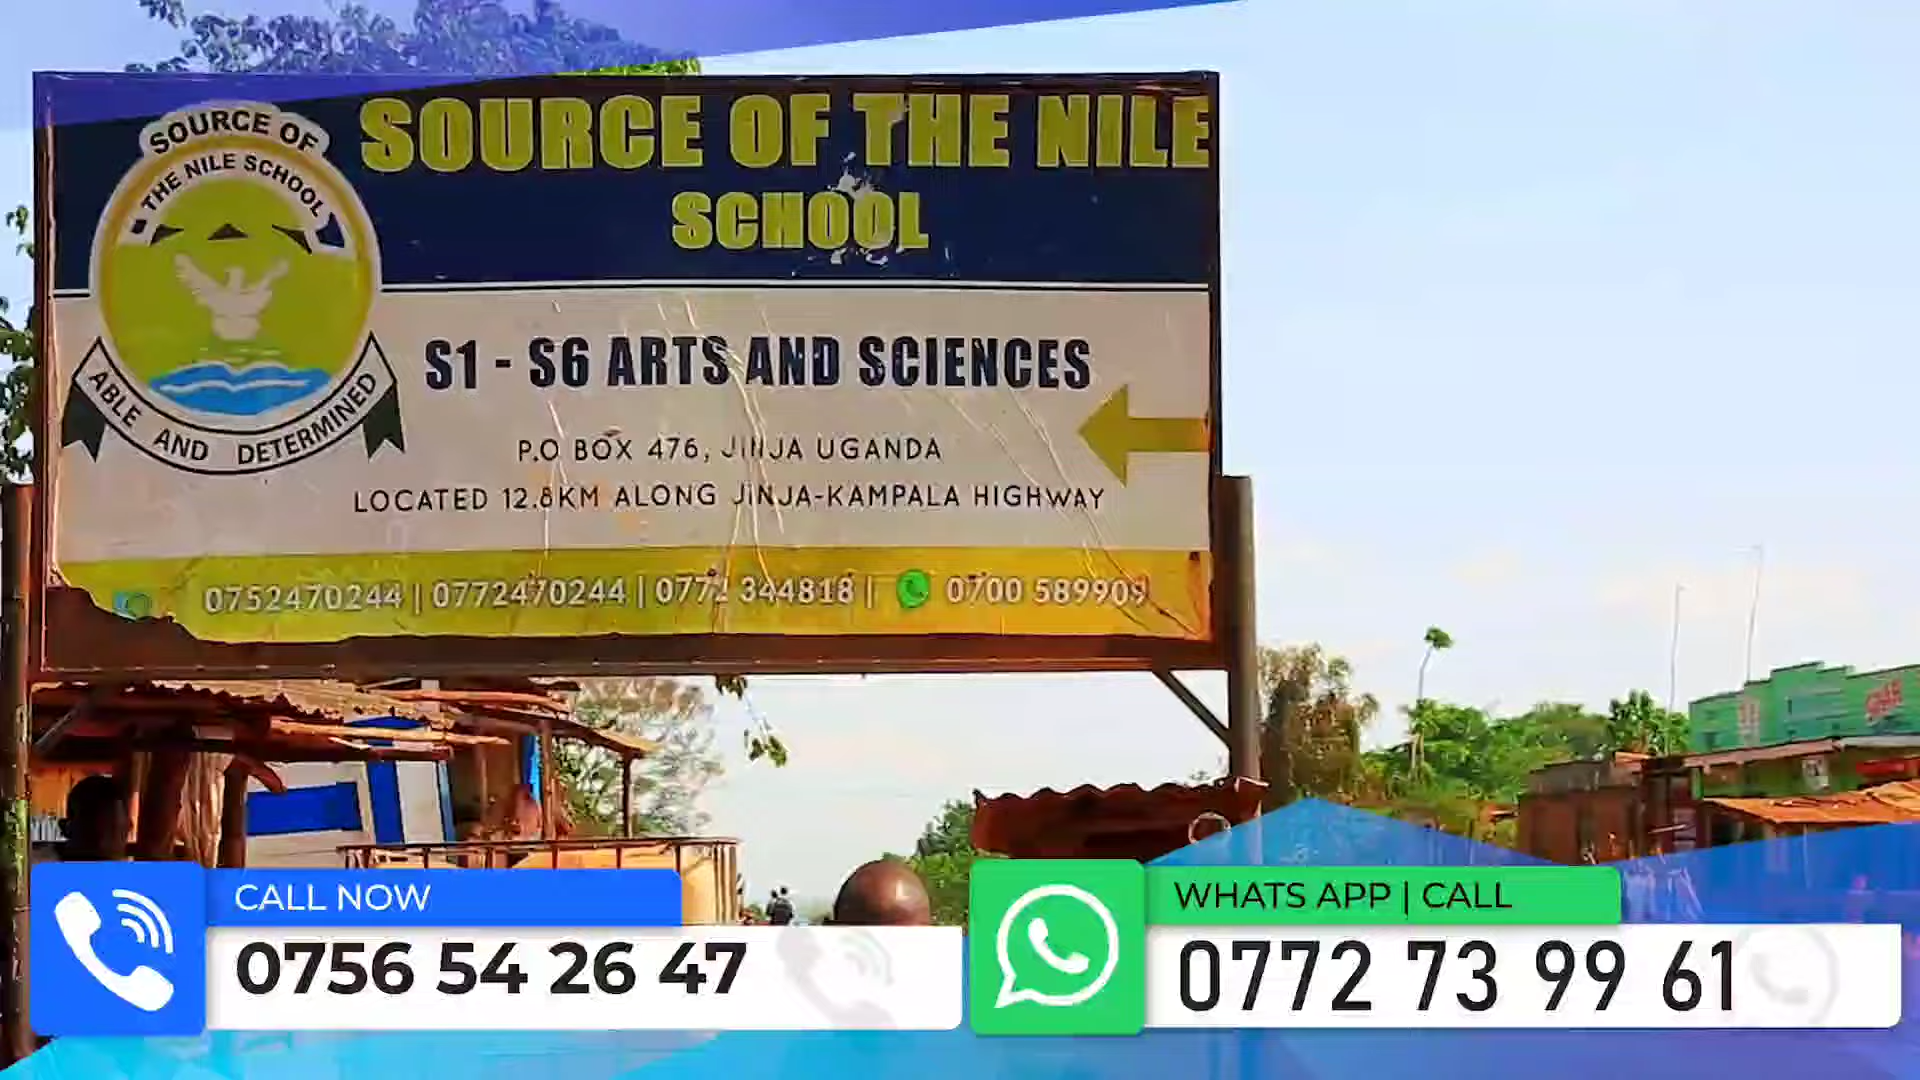 SOURCE OF
THE NILE SCHOOL
ABLE AND DETERMINED
SOURCE OF THE NILE
SCHOOL
S1 - S6 ARTS AND SCIENCES
P.O BOX 476, JINJA UGANDA
LOCATED 12.8KM ALONG JINJA-KAMPALA HIGHWAY
0752470244 | 0772470244 | 0772 344818 | 0700 589909
CALL NOW
0756 54 26 47
WHATS APP | CALL
0772 73 99 61